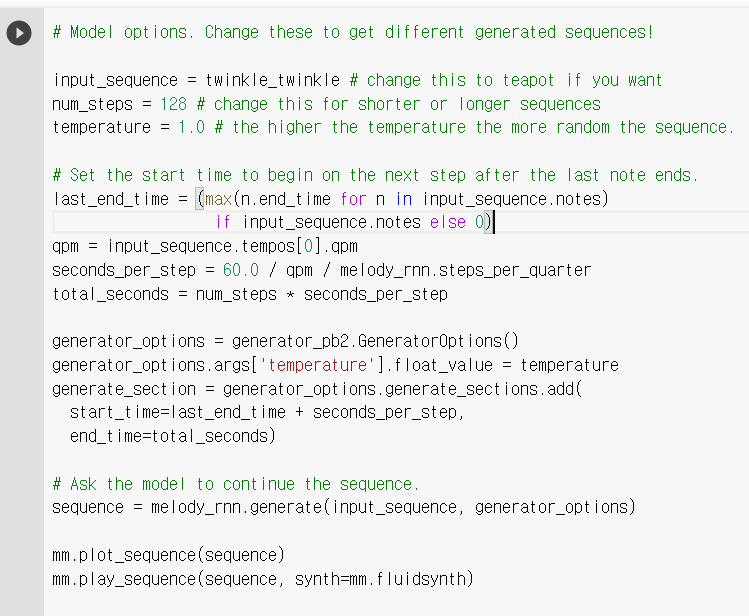 # Model options. Change these to get different generated sequences!

input_sequence = twinkle_twinkle # change this to teapot if you want
num_steps = 128 # change this for shorter or longer sequences
temperature = 1.0 # the higher the temperature the more random the sequence.

# Set the start time to begin on the next step after the last note ends.
last_end_time = (max(n.end_time for n in input_sequence.notes)
                  if input_sequence.notes else 0)
qpm = input_sequence.tempos[0].qpm
seconds_per_step = 60.0 / qpm / melody_rnn.steps_per_quarter
total_seconds = num_steps * seconds_per_step

generator_options = generator_pb2.GeneratorOptions()
generator_options.args['temperature'].float_value = temperature
generate_section = generator_options.generate_sections.add(
  start_time=last_end_time + seconds_per_step,
  end_time=total_seconds)

# Ask the model to continue the sequence.
sequence = melody_rnn.generate(input_sequence, generator_options)

mm.plot_sequence(sequence)
mm.play_sequence(sequence, synth=mm.fluidsynth)